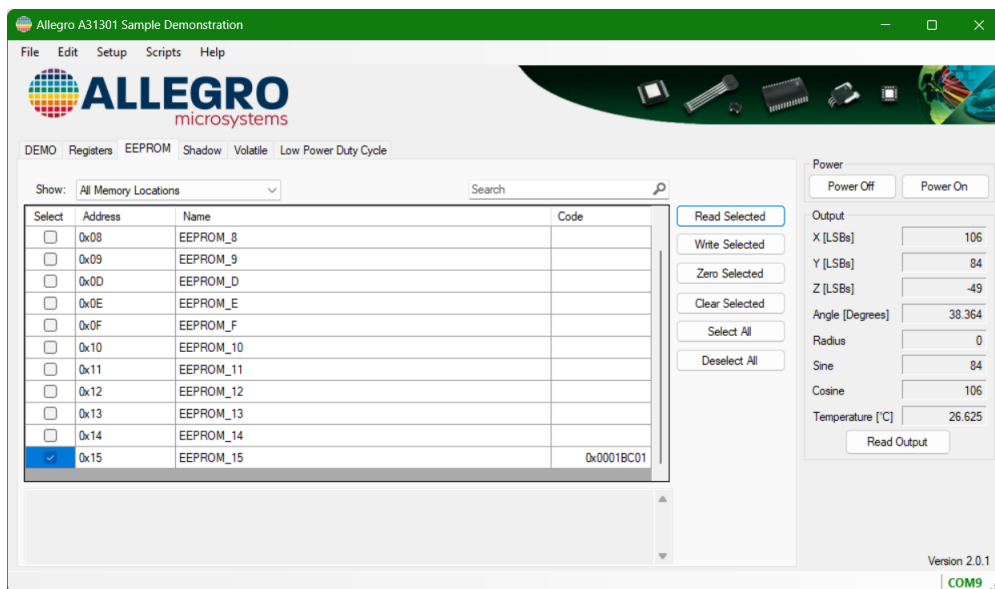 Allegro A31301 Sample Demonstration
File Edit Setup Scripts Help
ALLEGRO
microsystems
DEMO Registers EEPROM Shadow Volatile Low Power Duty Cycle
Show: All Memory Locations Search
Select Address Name Code
0x08 EEPROM_8
0x09 EEPROM_9
0x0D EEPROM_D
0x0E EEPROM_E
0x0F EEPROM_F
0x10 EEPROM_10
0x11 EEPROM_11
0x12 EEPROM_12
0x13 EEPROM_13
0x14 EEPROM_14
0x15 EEPROM_15 0x0001BC01
Read Selected
Write Selected
Zero Selected
Clear Selected
Select All
Deselect All
Power
Power Off Power On
Output
X [LSBs] 106
Y [LSBs] 84
Z [LSBs] -49
Angle [Degrees] 38.364
Radius 0
Sine 84
Cosine 106
Temperature [°C] 26.625
Read Output
Version 2.0.1
COM9